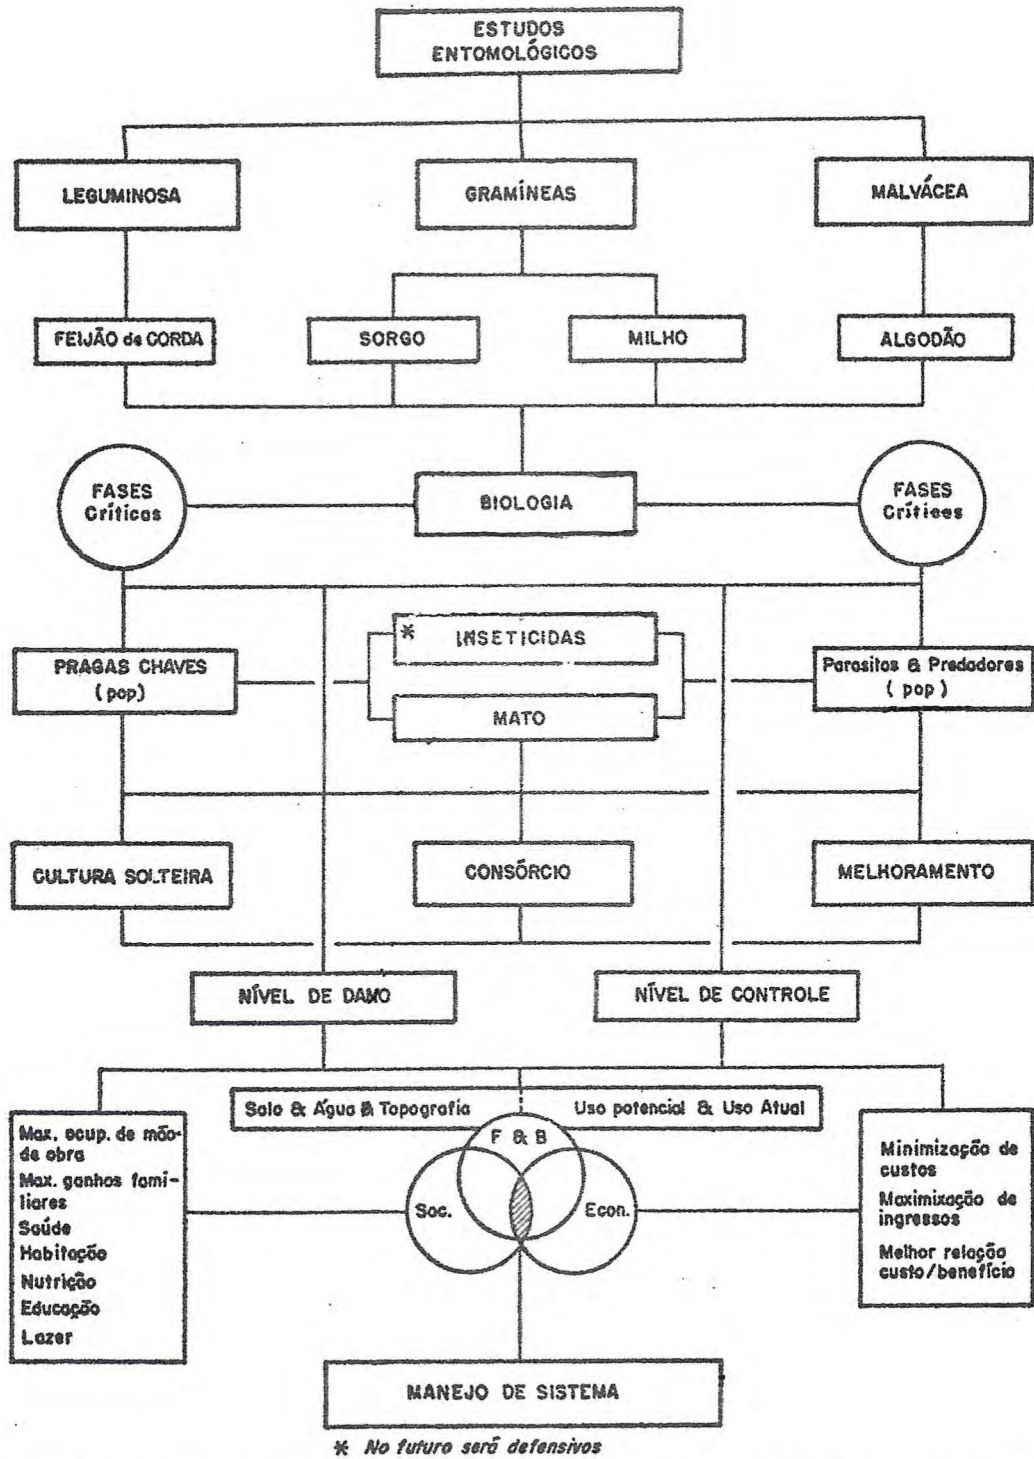 ESTUDOS
ENTOMOLÓGICOS
LEGUMINOSA
GRAMÍNEAS
MALVÁCEA
FEIJÃO de CORDA
SORGO
MILHO
ALGODÃO
FASES
Críticas
BIOLOGIA
FASES
Críticas
* INSETICIDAS
PRAGAS CHAVES
(pop)
Parasitos & Predadores
( pop )
MATO
CULTURA SOLTEIRA
CONSÓRCIO
MELHORAMENTO
NÍVEL DE DANO
NÍVEL DE CONTROLE
Solo & Água & Topografia
Uso potencial & Uso Atual
Max. ocup. de mão-
de obra
Max. ganhos fami-
liares
Saúde
Habitação
Nutrição
Educação
Lazer
F & B
Soc.
Econ.
Minimização de
custos
Maximixação de
ingressos
Melhor relação
custo/benefício
MANEJO DE SISTEMA
* No futuro será defensivos